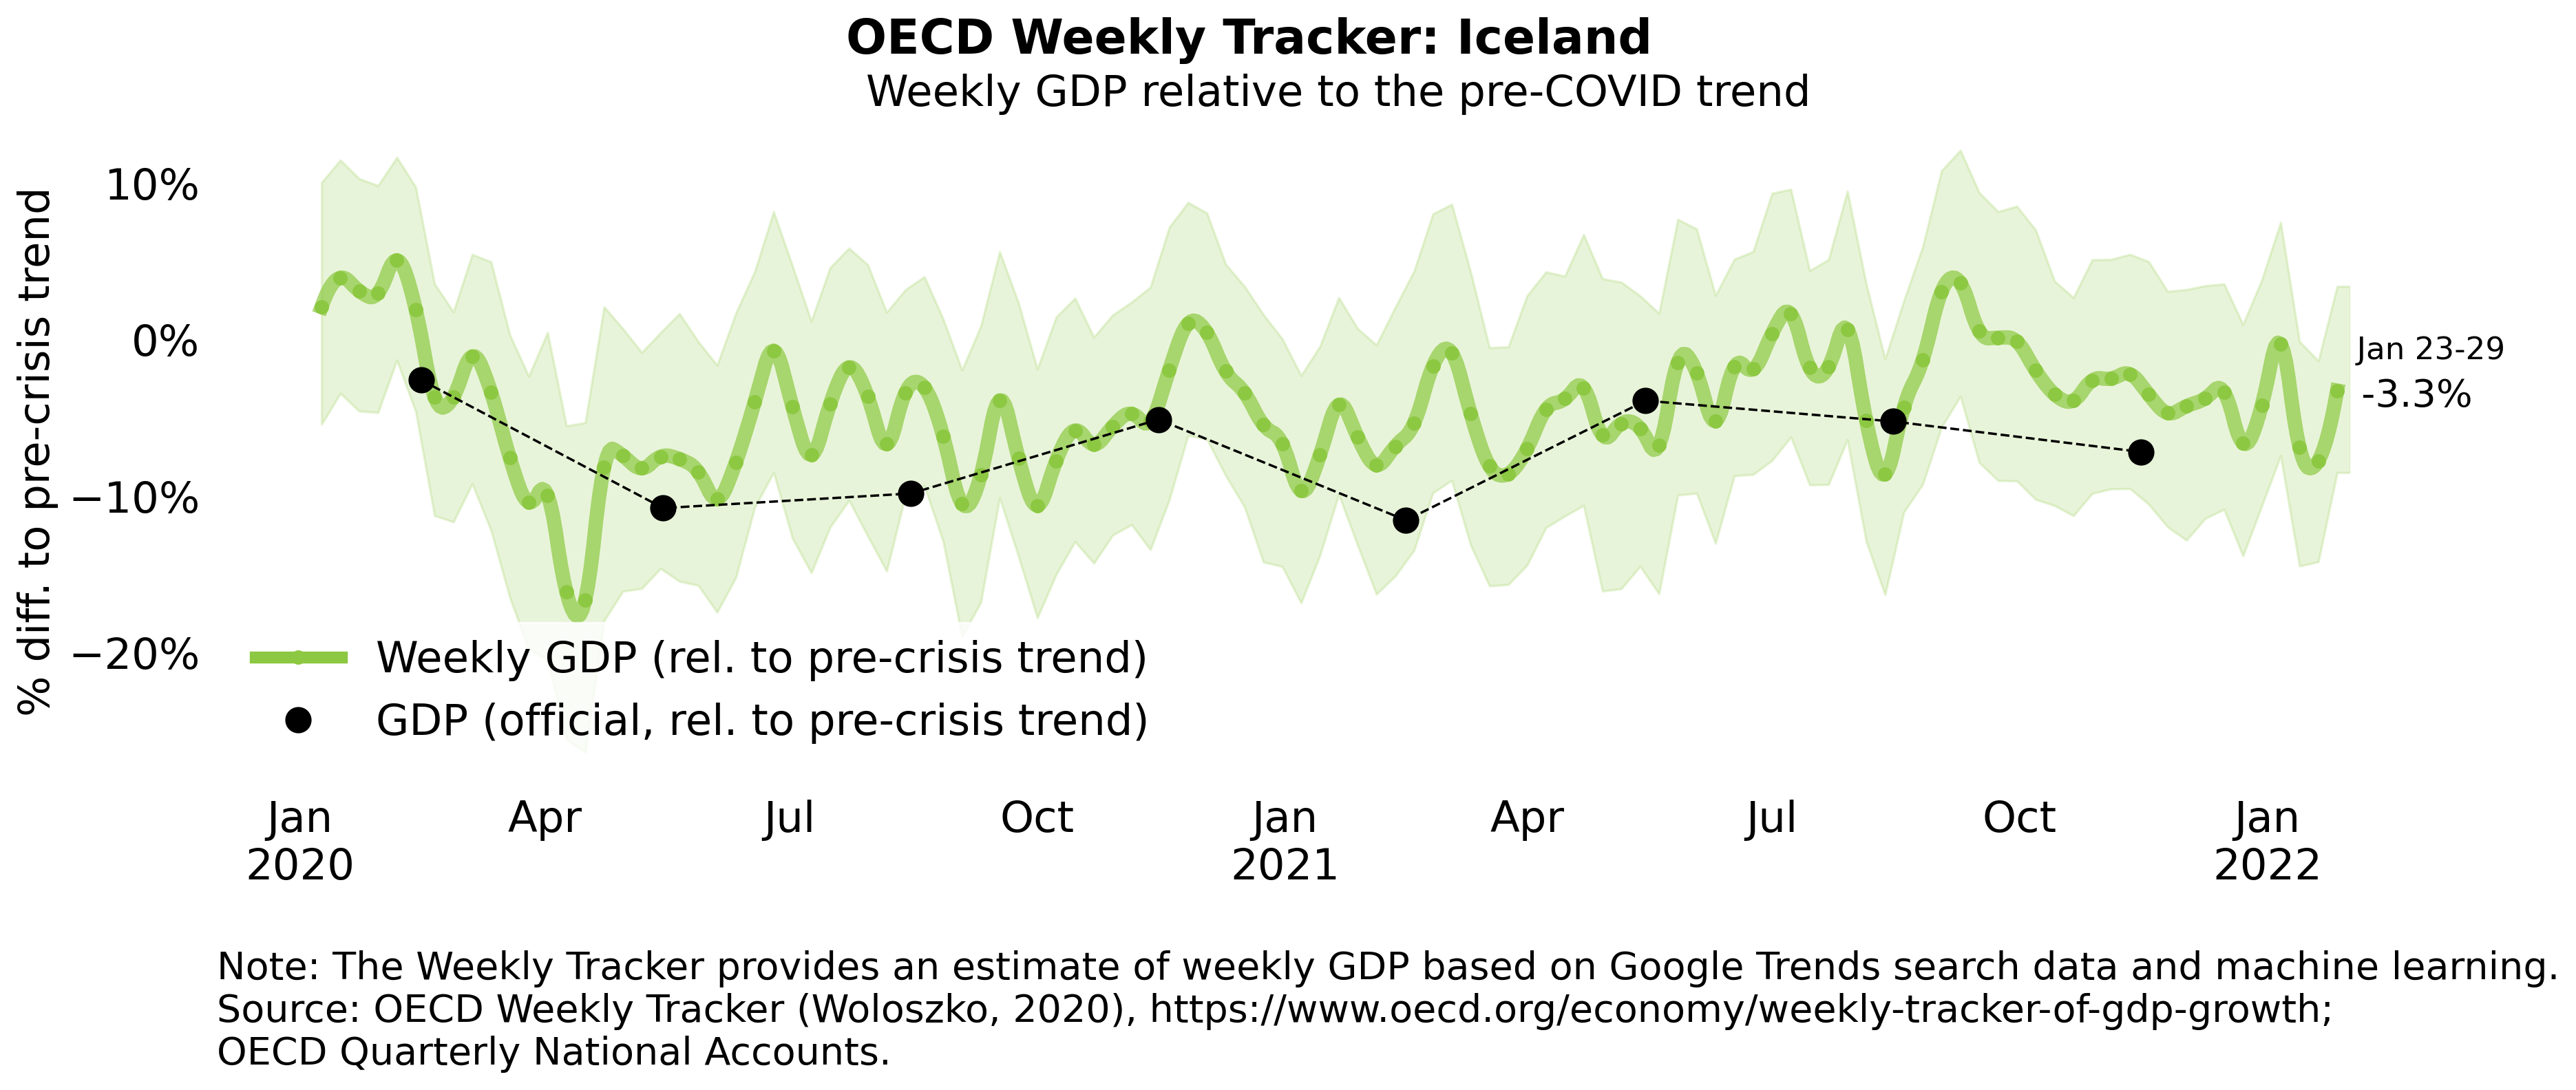 OECD Weekly Tracker: Iceland
Weekly GDP relative to the pre-COVID trend
% diff. to pre-crisis trend
10%
0%
−10%
−20%
Jan 23-29
-3.3%
Weekly GDP (rel. to pre-crisis trend)
GDP (official, rel. to pre-crisis trend)
Jan Apr Jul Oct Jan Apr Jul Oct Jan
2020 2021 2022
Note: The Weekly Tracker provides an estimate of weekly GDP based on Google Trends search data and machine learning.
Source: OECD Weekly Tracker (Woloszko, 2020), https://www.oecd.org/economy/weekly-tracker-of-gdp-growth;
OECD Quarterly National Accounts.